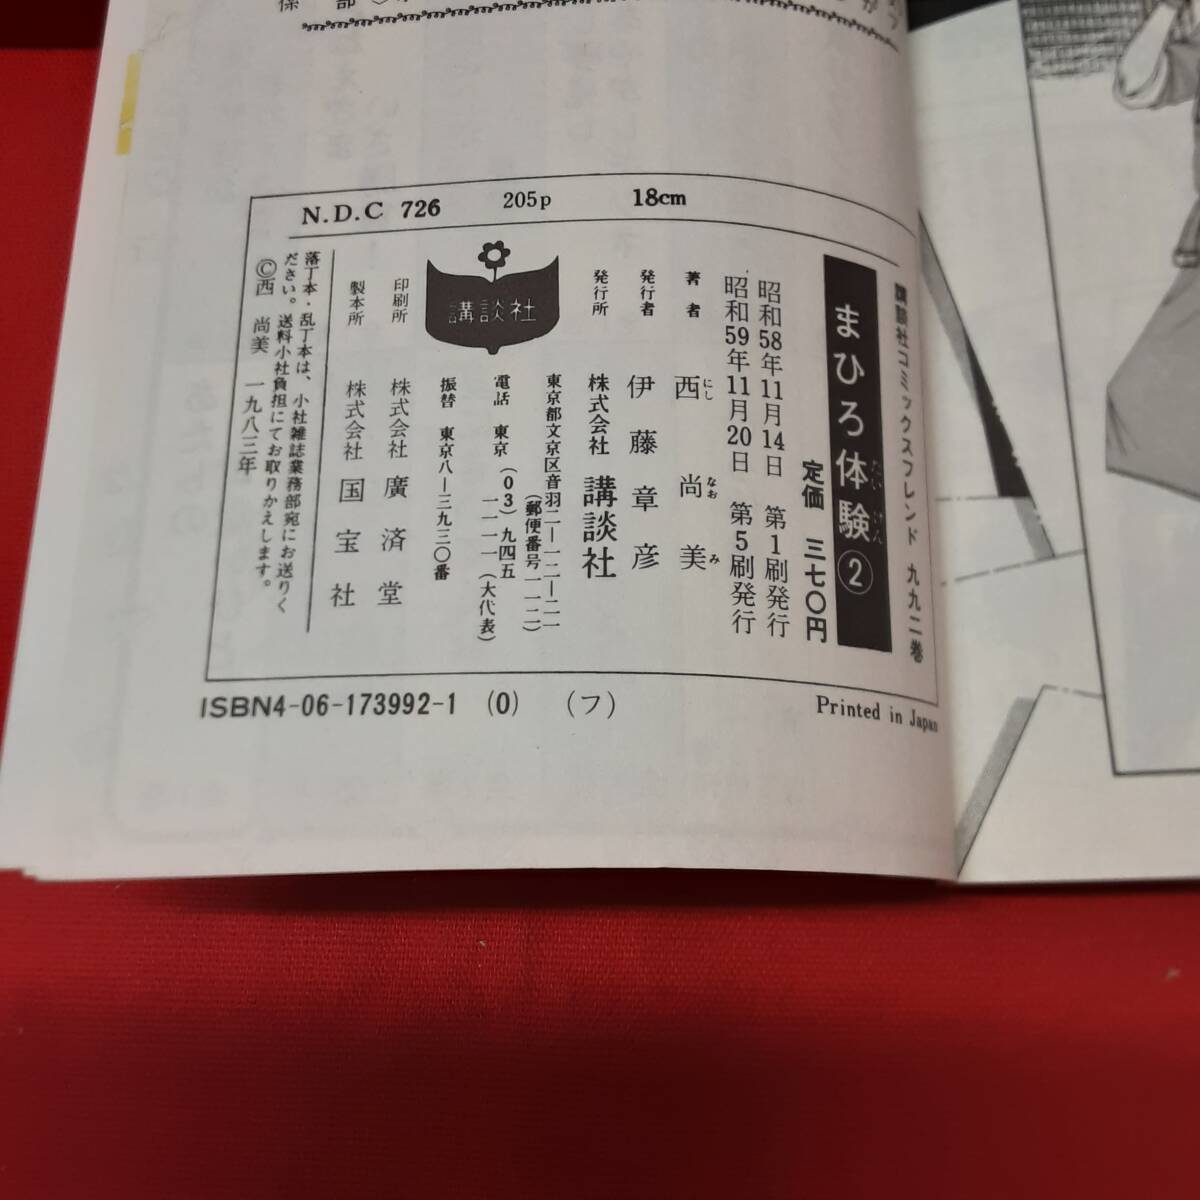 N.D.C 726 205p 18cm
講談社コミックスフレンド 九九二巻
まひろ体験②
たいけん
定価 三七〇円
昭和58年11月14日 第1刷発行
昭和59年11月20日 第5刷発行
著者 西尚美
にし なおみ
発行者 伊藤章彦
発行所 株式会社 講談社
東京都文京区音羽二―一二―二一
(郵便番号一一二)
電話 東京(03)九四五
一一一一(大代表)
振替 東京八―三九三〇番
講談社
印刷所 株式会社 廣済堂
製本所 株式会社 国宝社
落丁本・乱丁本は、小社雑誌業務部宛にお送りく
ださい。送料小社負担にてお取りかえします。
©西 尚美 一九八三年
ISBN4-06-173992-1 (0) (フ)
Printed in Japan